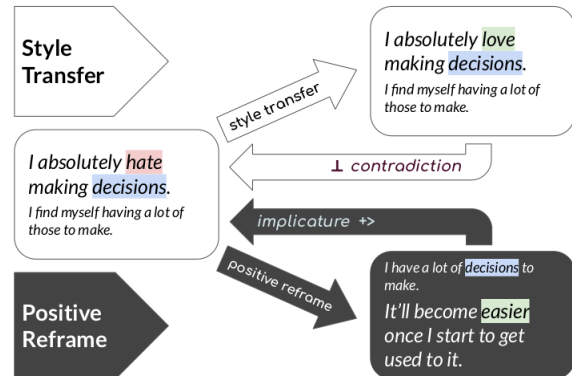 Style
Transfer
I absolutely love
making decisions.
I find myself having a lot of
those to make.
style transfer
⊥ contradiction
I absolutely hate
making decisions.
I find myself having a lot of
those to make.
implicature +>
positive reframe
Positive
Reframe
I have a lot of decisions to
make.
It'll become easier
once I start to get
used to it.